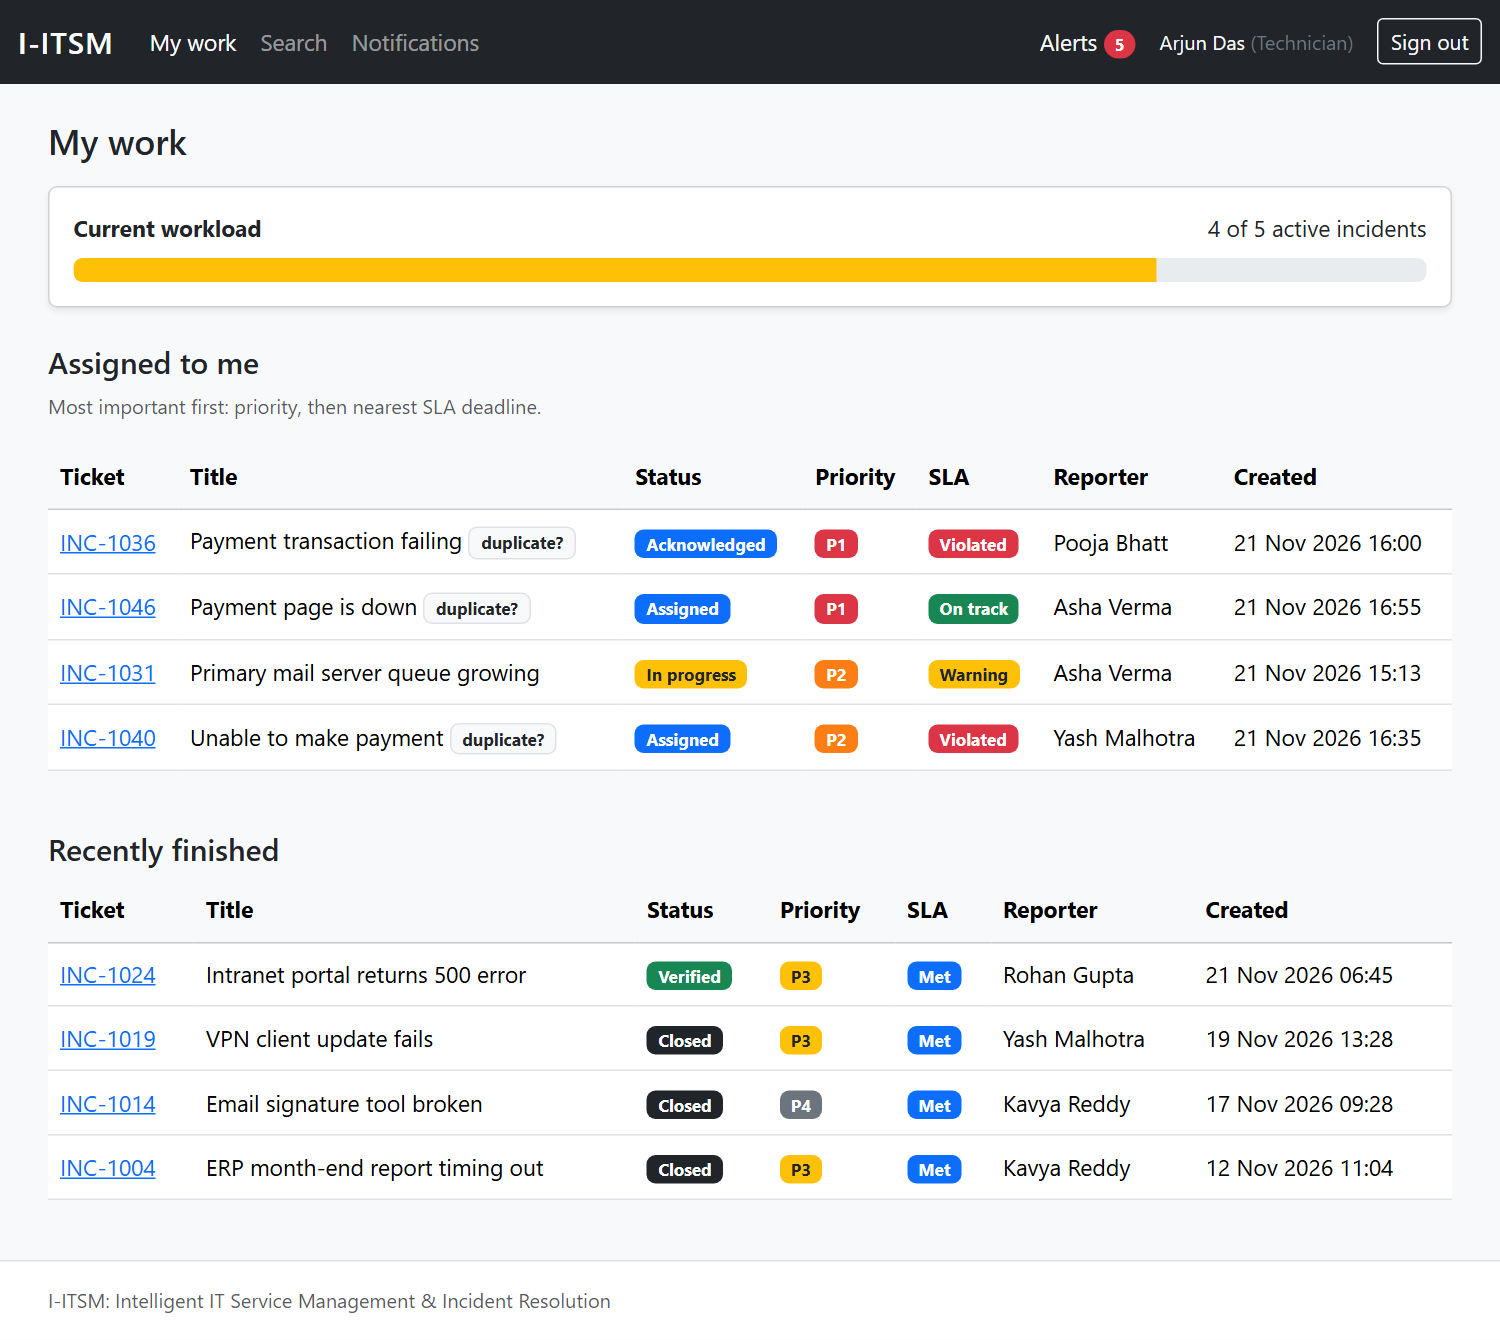 I-ITSM My work Search Notifications Alerts 5 Arjun Das (Technician) Sign out
My work
Current workload 4 of 5 active incidents
Assigned to me
Most important first: priority, then nearest SLA deadline.
Ticket Title Status Priority SLA Reporter Created
INC-1036 Payment transaction failing duplicate? Acknowledged P1 Violated Pooja Bhatt 21 Nov 2026 16:00
INC-1046 Payment page is down duplicate? Assigned P1 On track Asha Verma 21 Nov 2026 16:55
INC-1031 Primary mail server queue growing In progress P2 Warning Asha Verma 21 Nov 2026 15:13
INC-1040 Unable to make payment duplicate? Assigned P2 Violated Yash Malhotra 21 Nov 2026 16:35
Recently finished
Ticket Title Status Priority SLA Reporter Created
INC-1024 Intranet portal returns 500 error Verified P3 Met Rohan Gupta 21 Nov 2026 06:45
INC-1019 VPN client update fails Closed P3 Met Yash Malhotra 19 Nov 2026 13:28
INC-1014 Email signature tool broken Closed P4 Met Kavya Reddy 17 Nov 2026 09:28
INC-1004 ERP month-end report timing out Closed P3 Met Kavya Reddy 12 Nov 2026 11:04
I-ITSM: Intelligent IT Service Management & Incident Resolution